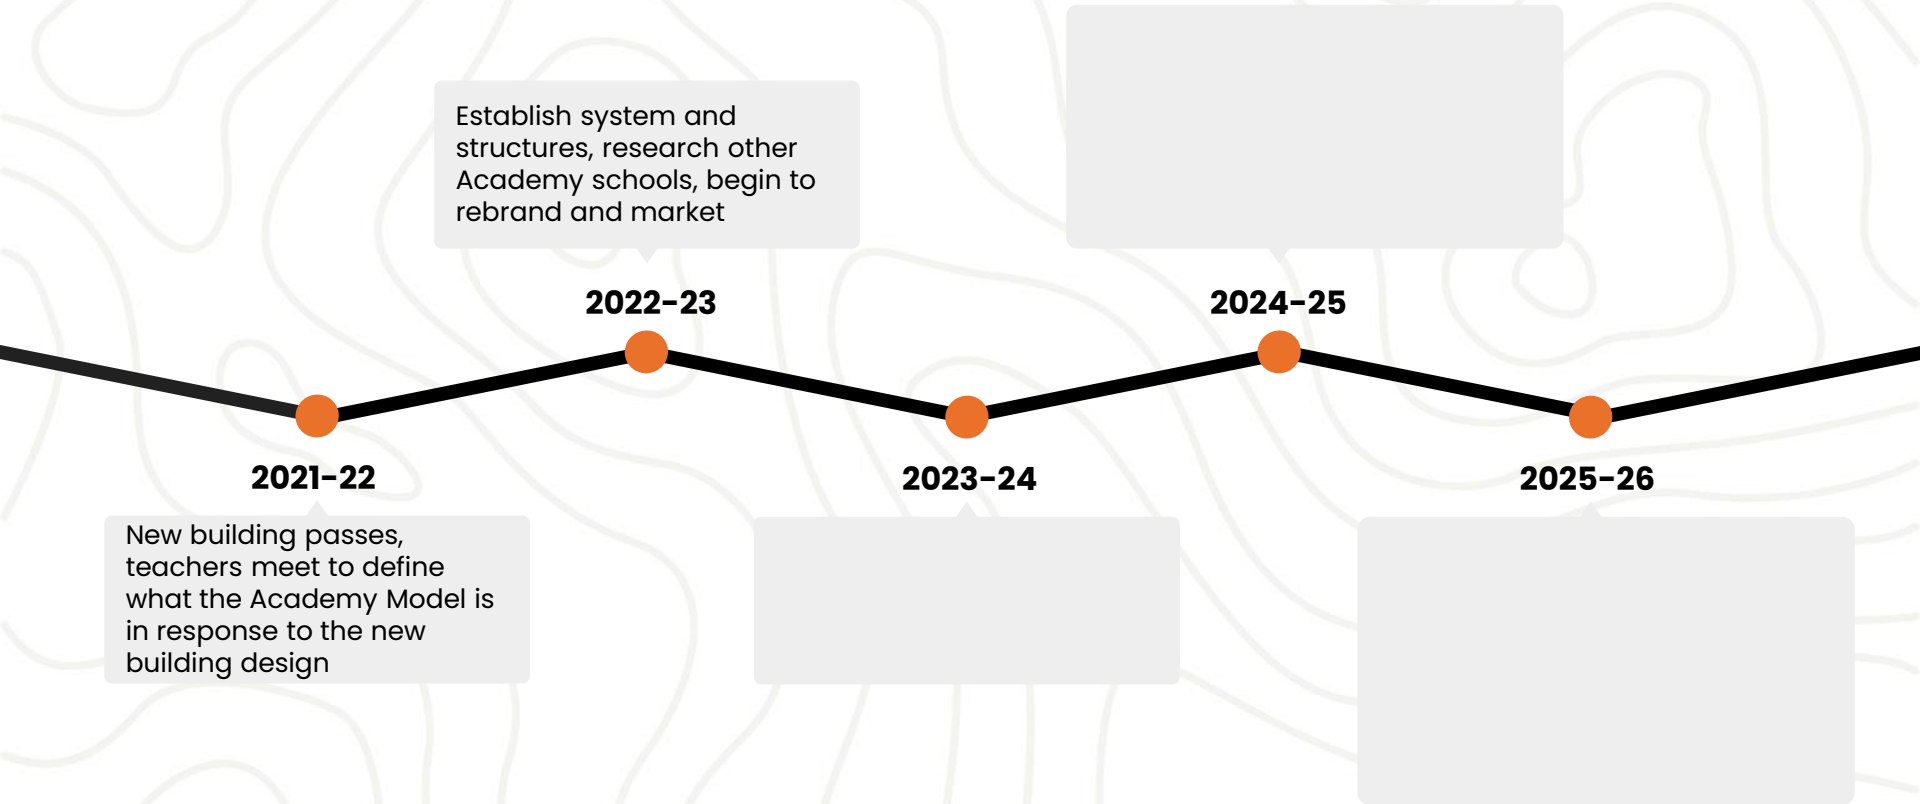 Establish system and
structures, research other
Academy schools, begin to
rebrand and market
2022-23
2024-25
2021-22
New building passes,
teachers meet to define
what the Academy Model is
in response to the new
building design
2023-24
2025-26